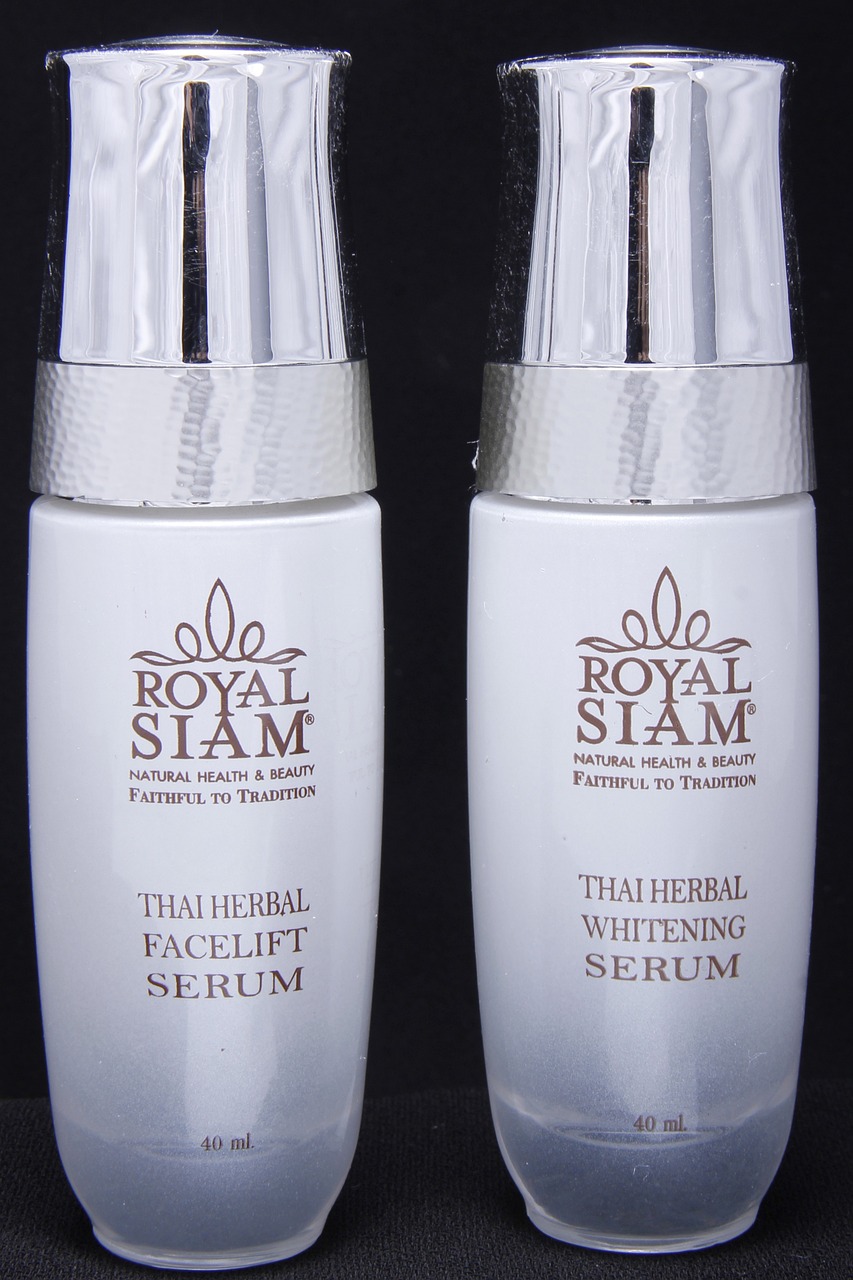 ROYAL
SIAM®
NATURAL HEALTH & BEAUTY
FAITHFUL TO TRADITION
THAI HERBAL
FACELIFT
SERUM
40 ml.
ROYAL
SIAM®
NATURAL HEALTH & BEAUTY
FAITHFUL TO TRADITION
THAI HERBAL
WHITENING
SERUM
40 ml.